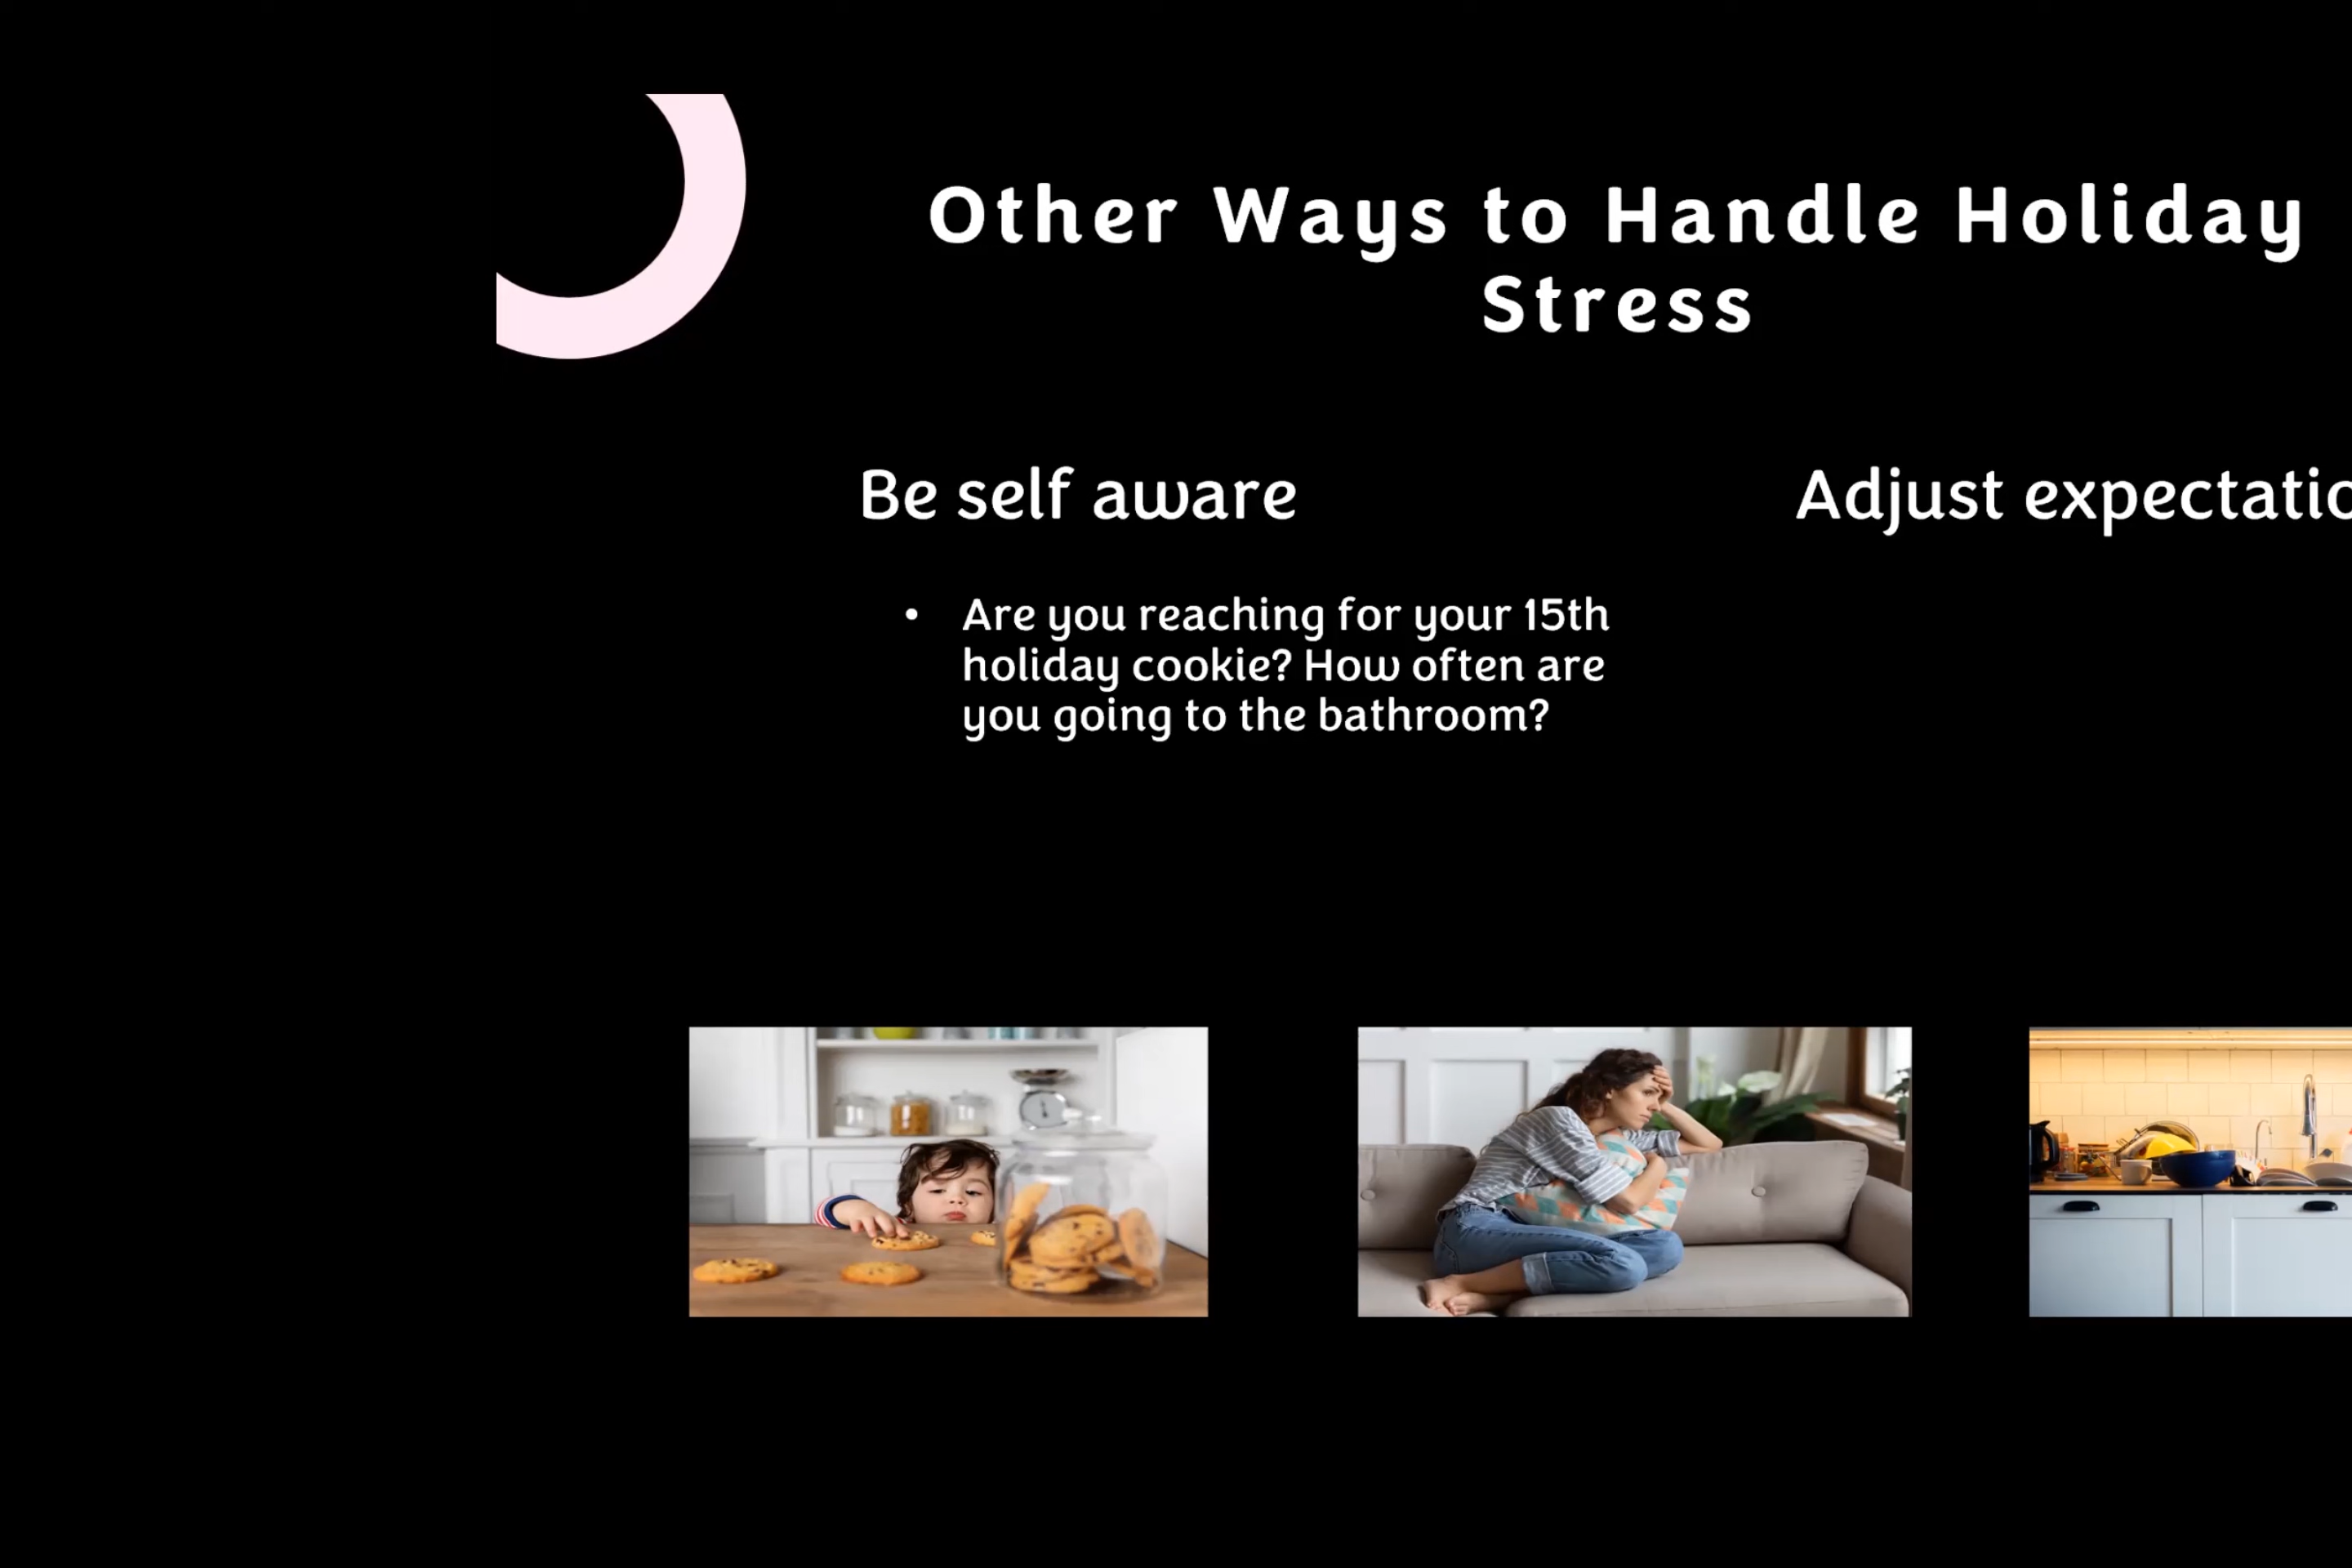 Other Ways to Handle Holiday
Stress
Be self aware
Adjust
• Are you reaching for your 15th
holiday cookie? How often are
you going to the bathroom?